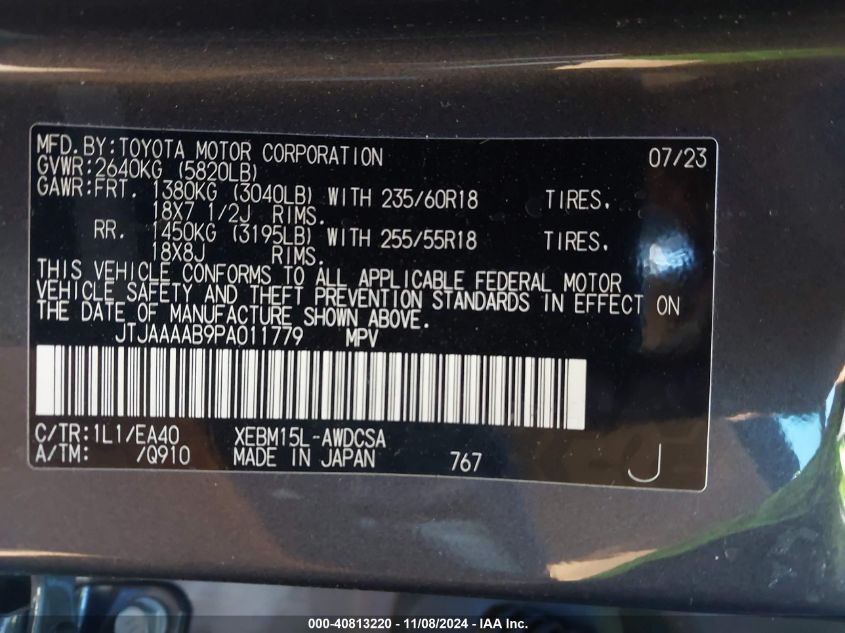 MFD.BY:TOYOTA MOTOR CORPORATION 07/23
GVWR:2640KG (5820LB)
GAWR:FRT. 1380KG (3040LB) WITH 235/60R18 TIRES.
18X7 1/2J RIMS.
RR. 1450KG (3195LB) WITH 255/55R18 TIRES.
18X8J RIMS.
THIS VEHICLE CONFORMS TO ALL APPLICABLE FEDERAL MOTOR
VEHICLE SAFETY AND THEFT PREVENTION STANDARDS IN EFFECT ON
THE DATE OF MANUFACTURE SHOWN ABOVE.
JTJAAAAB9PA011779 MPV
C/TR:1L1/EA40 XEBM15L-AWDCSA
A/TM: /Q910 MADE IN JAPAN 767 J
000-40813220 - 11/08/2024 - IAA, Inc.